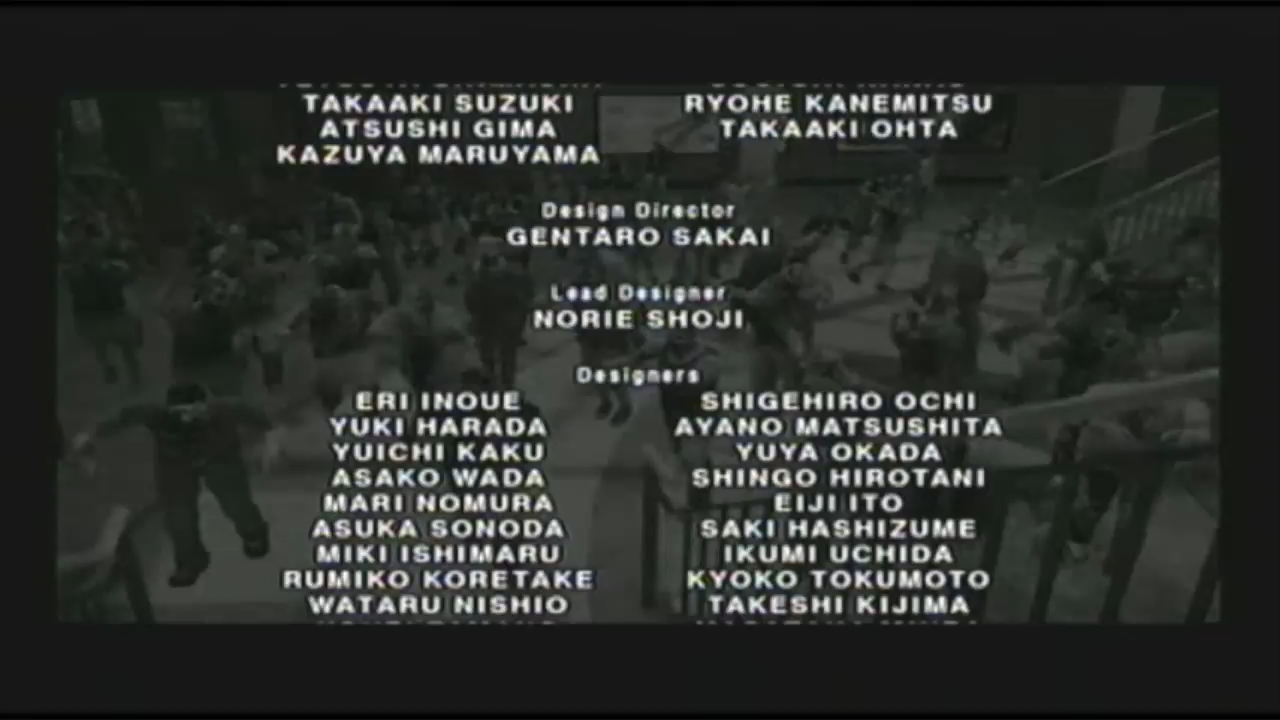 TAKAAKI SUZUKI RYOHE KANEMITSU
ATSUSHI GIMA TAKAAKI OHTA
KAZUYA MARUYAMA
Design Director
GENTARO SAKAI
Lead Designer
NORIE SHOJI
Designers
ERI INOUE SHIGEHIRO OCHI
YUKI HARADA AYANO MATSUSHITA
YUICHI KAKU YUYA OKADA
ASAKO WADA SHINGO HIROTANI
MARI NOMURA EIJI ITO
ASUKA SONODA SAKI HASHIZUME
MIKI ISHIMARU IKUMI UCHIDA
RUMIKO KORETAKE KYOKO TOKUMOTO
WATARU NISHIO TAKESHI KIJIMA